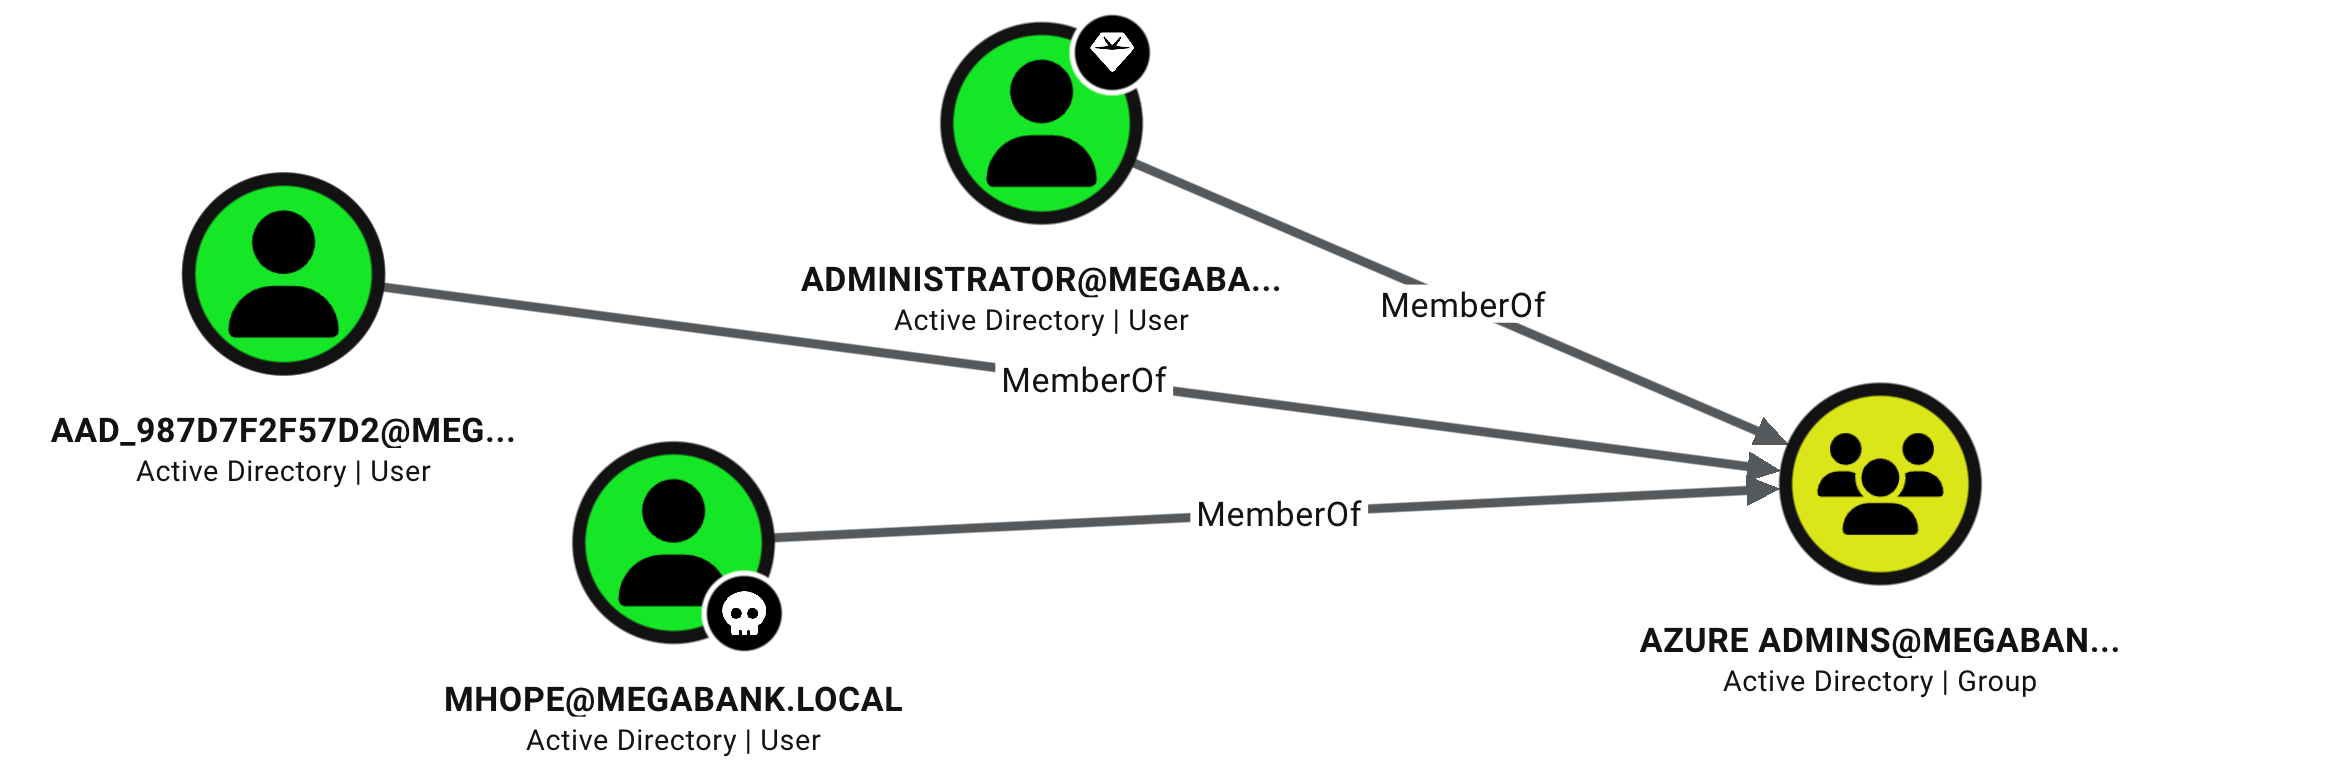 ADMINISTRATOR@MEGABA...
Active Directory | User
MemberOf
MemberOf
AAD_987D7F2F57D2@MEG...
Active Directory | User
MemberOf
MHOPE@MEGABANK.LOCAL
Active Directory | User
AZURE ADMINS@MEGABAN...
Active Directory | Group